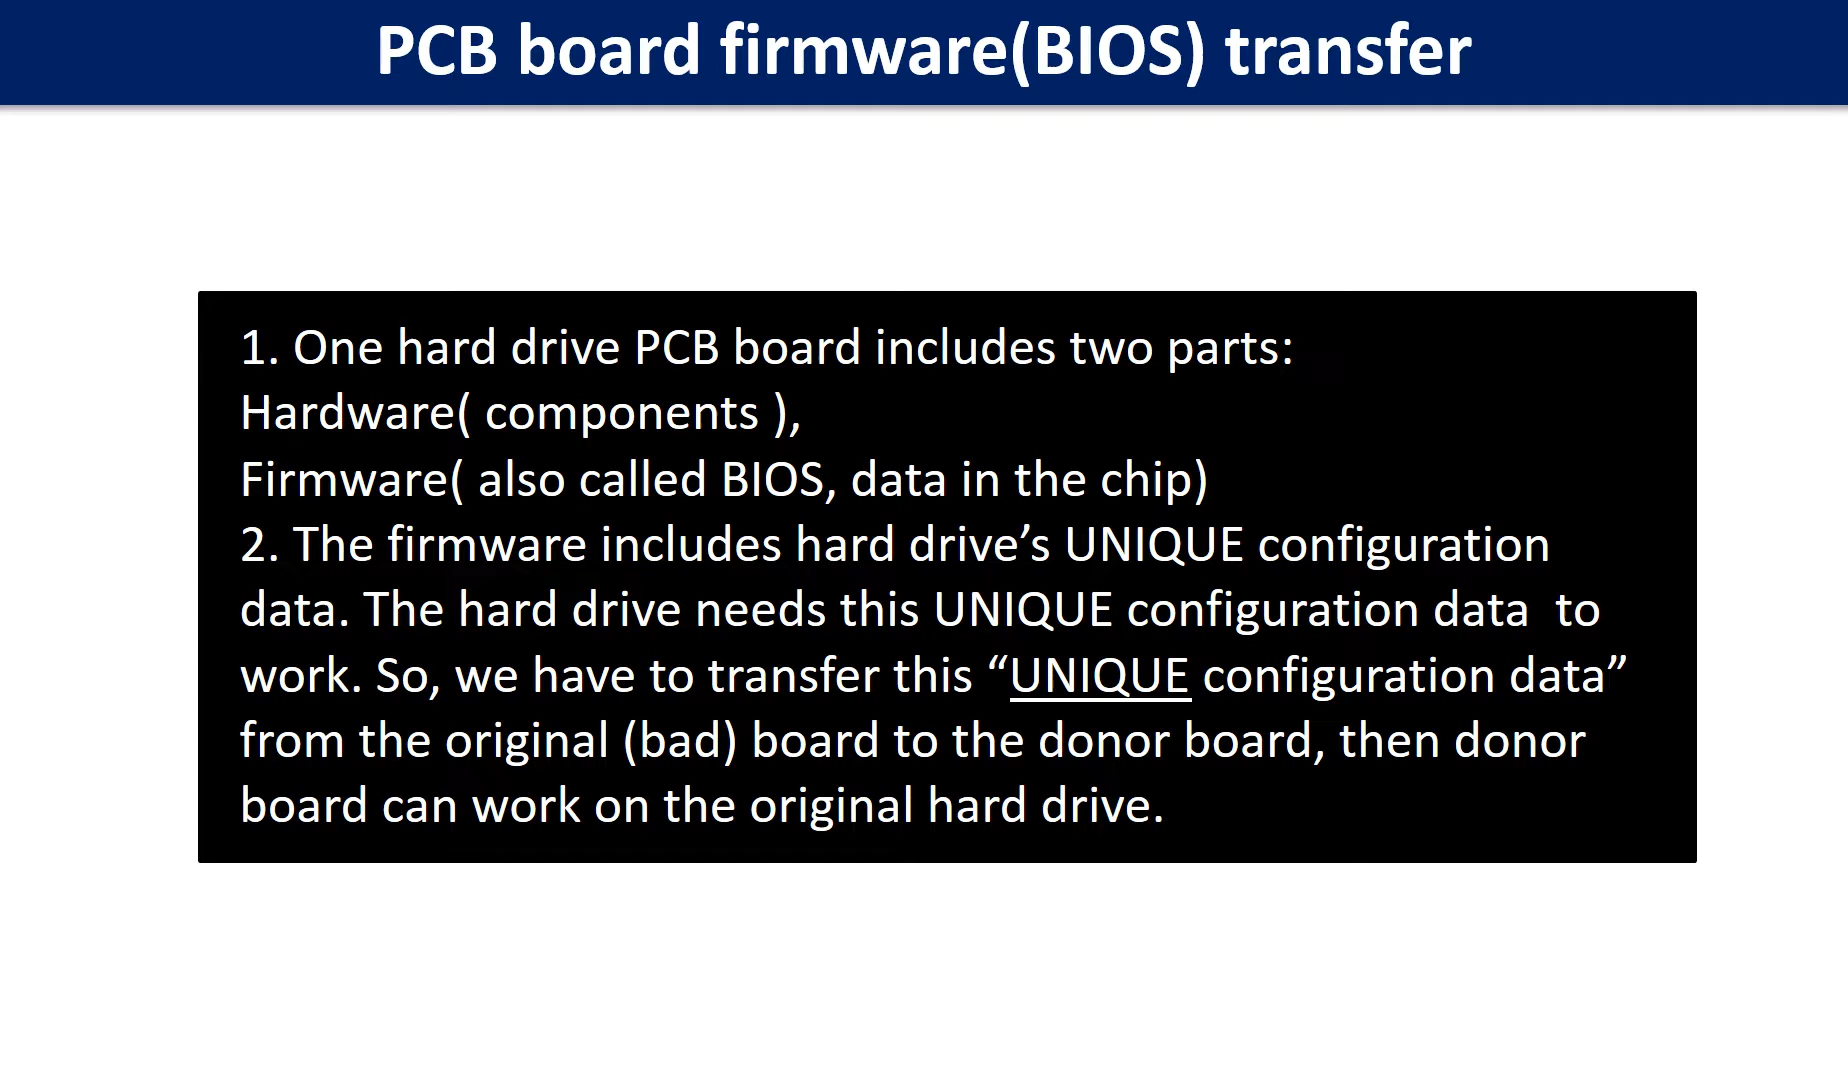 PCB board firmware(BIOS) transfer
1. One hard drive PCB board includes two parts:
Hardware( components ),
Firmware( also called BIOS, data in the chip)
2. The firmware includes hard drive’s UNIQUE configuration
data. The hard drive needs this UNIQUE configuration data  to
work. So, we have to transfer this “UNIQUE configuration data”
from the original (bad) board to the donor board, then donor
board can work on the original hard drive.